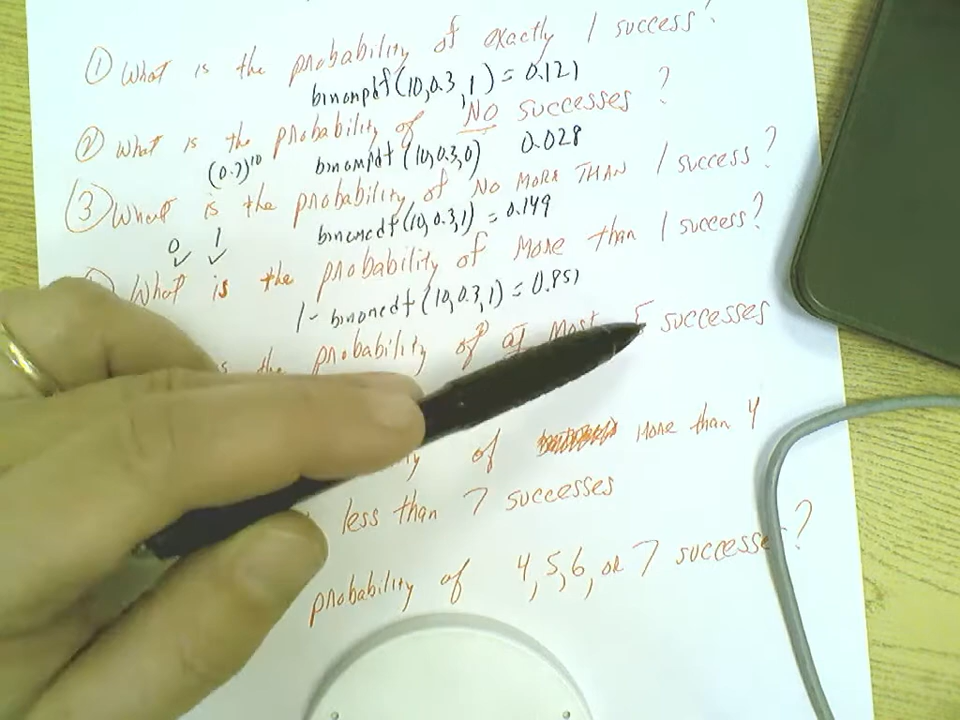 ① What is the probability of exactly 1 success?
binompdf(10,0.3,1) = 0.121
② What is the probability of NO successes?
(0.7)^10 binompdf (10,0.3,0) 0.028
③ What is the probability of NO MORE THAN 1 success?
0 1 binomcdf(10,0.3,1) = 0.149
What is the probability of MORE than 1 success?
1- binomcdf(10,0.3,1) = 0.851
the probability of at Most 5 successes
of More than 4
less than 7 successes
probability of 4,5,6, or 7 successes?